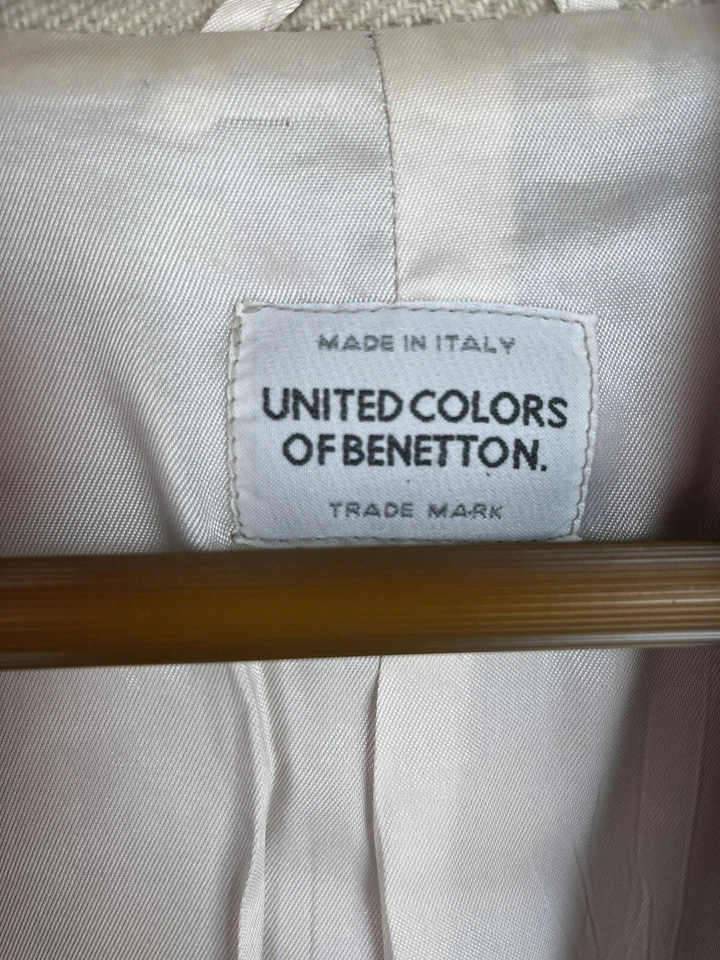 MADE IN ITALY
UNITED COLORS
OF BENETTON.
TRADE MARK